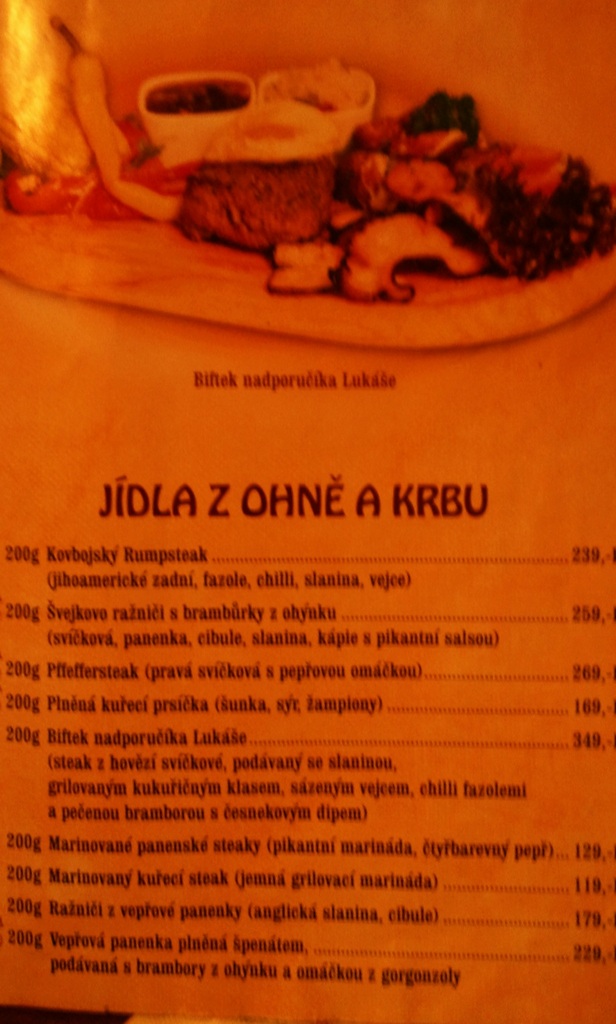 Biftek nadporučíka Lukáše
JÍDLA Z OHNĚ A KRBU
200g Kovbojský Rumpsteak ........ 239,-
(jihoamerické zadní, fazole, chilli, slanina, vejce)
200g Švejkovo ražniči s brambůrky z ohýnku ........ 259,-
(svíčková, panenka, cibule, slanina, kápie s pikantní salsou)
200g Pffeffersteak (pravá svíčková s pepřovou omáčkou) ........ 269,-
200g Plněná kuřecí prsíčka (šunka, sýr, žampiony) ........ 169,-
200g Biftek nadporučíka Lukáše ........ 349,-
(steak z hovězí svíčkové, podávaný se slaninou,
grilovaným kukuřičným klasem, sázeným vejcem, chilli fazolemi
a pečenou bramborou s česnekovým dipem)
200g Marinované panenské steaky (pikantní marináda, čtyřbarevný pepř)... 129,-
200g Marinovaný kuřecí steak (jemná grilovací marináda) ........ 119,-
200g Ražniči z vepřové panenky (anglická slanina, cibule) ........ 179,-
200g Vepřová panenka plněná špenátem, ........ 229,-
podávaná s brambory z ohýnku a omáčkou z gorgonzoly